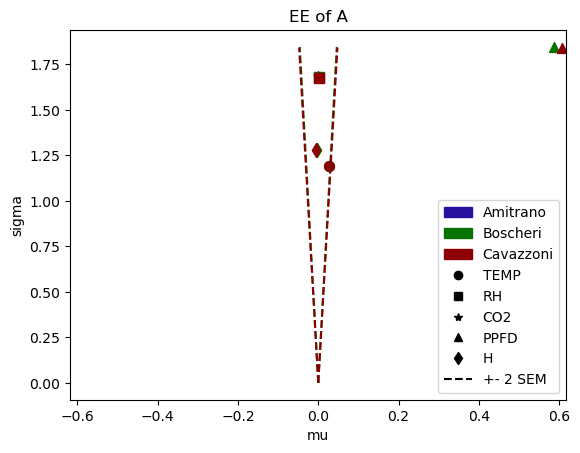 EE of A
sigma
1.75
1.50
1.25
1.00
0.75
0.50
0.25
0.00
−0.6
−0.4
−0.2
0.0
0.2
0.4
0.6
mu
Amitrano
Boscheri
Cavazzoni
TEMP
RH
CO2
PPFD
H
+- 2 SEM